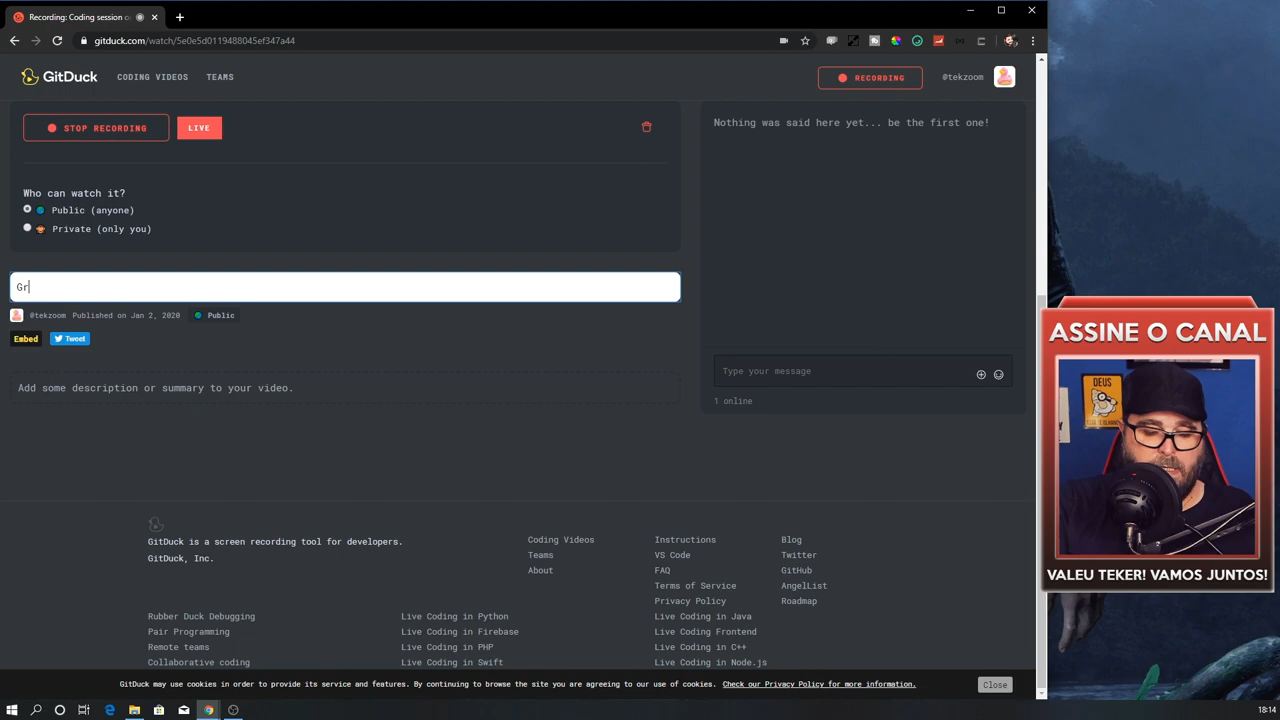 Recording: Coding session o
gitduck.com/watch/5e0e5d0119488045ef347a44
GitDuck
CODING VIDEOS
TEAMS
RECORDING
@tekzoom
STOP RECORDING
LIVE
Nothing was said here yet... be the first one!
Who can watch it?
Public (anyone)
Private (only you)
Gr
@tekzoom Published on Jan 2, 2020 Public
Embed
Tweet
Add some description or summary to your video.
Type your message
1 online
ASSINE O CANAL
DEUS
VALEU TEKER! VAMOS JUNTOS!
GitDuck is a screen recording tool for developers.
GitDuck, Inc.
Coding Videos
Teams
About
Instructions
VS Code
FAQ
Terms of Service
Privacy Policy
Blog
Twitter
GitHub
AngelList
Roadmap
Rubber Duck Debugging
Pair Programming
Remote teams
Collaborative coding
Live Coding in Python
Live Coding in Firebase
Live Coding in PHP
Live Coding in Swift
Live Coding in Java
Live Coding Frontend
Live Coding in C++
Live Coding in Node.js
GitDuck may use cookies in order to provide its service and features. By continuing to browse the site you are agreeing to our use of cookies. Check our Privacy Policy for more information.
Close
18:14